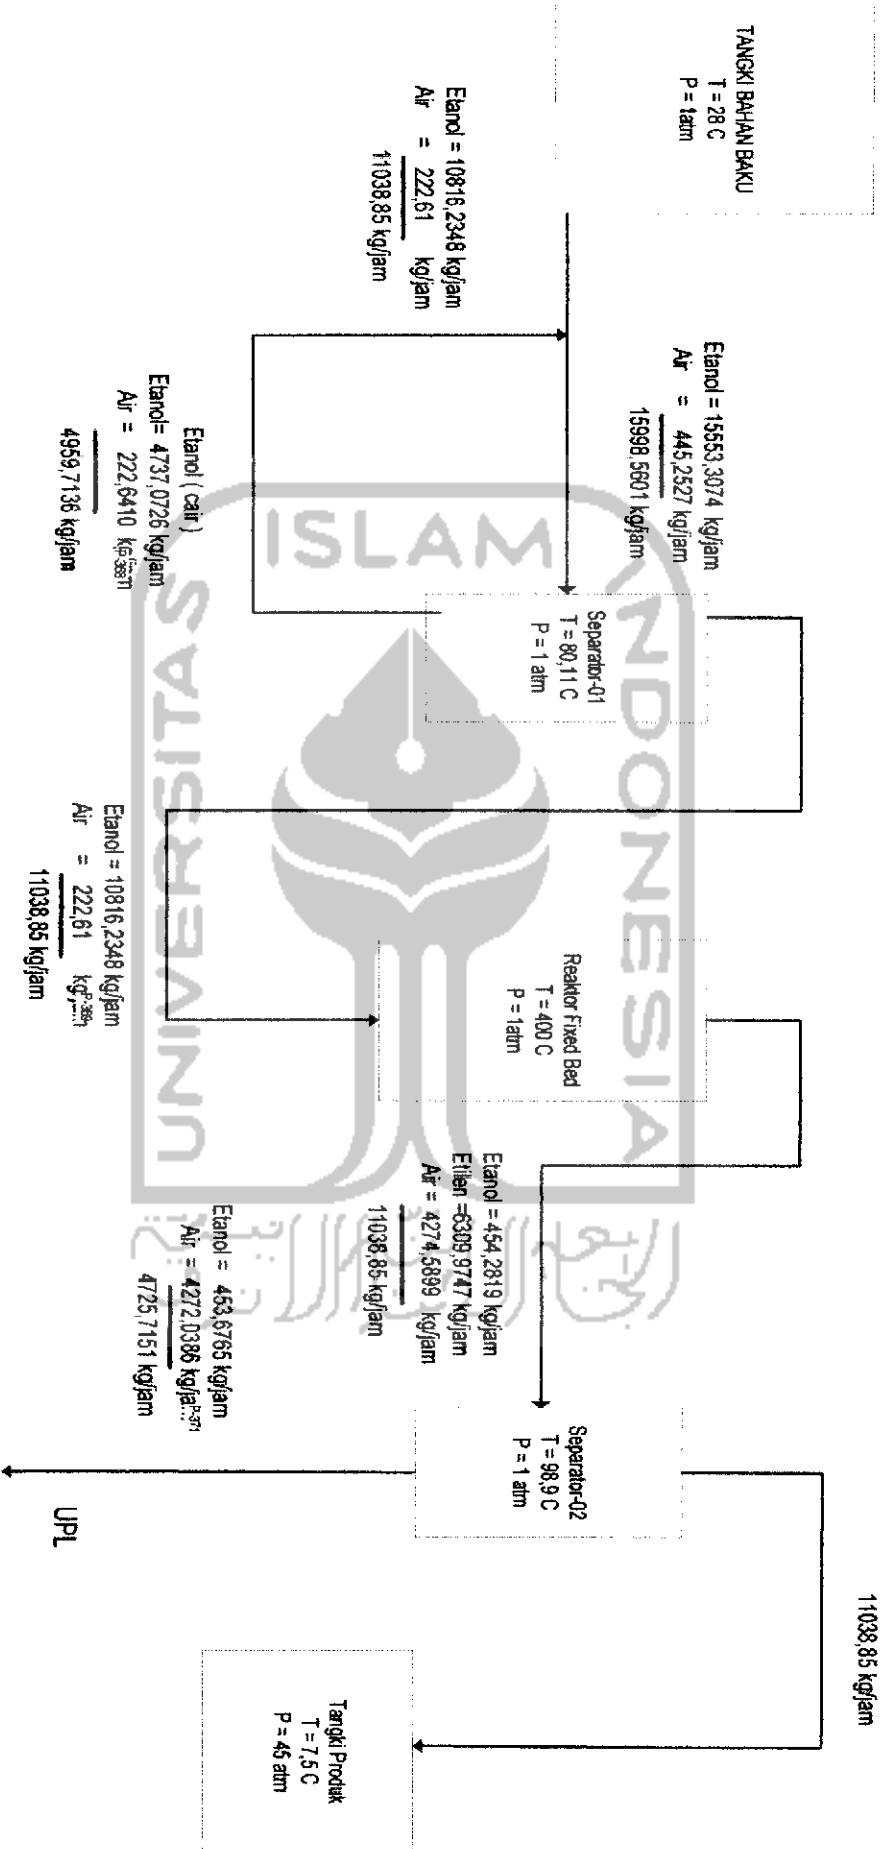 TANGKI BAHAN BAKU
T = 28 C
P = 1atm
Etanol = 10816,2348 kg/jam
Air = 222,61 kg/jam
11038,85 kg/jam
Etanol = 15553,3074 kg/jam
Air = 445,2527 kg/jam
15998,5601 kg/jam
Etanol ( cair )
Etanol= 4737,0726 kg/jam
Air = 222,6410
4959,7136 kg/jam
Separator-01
T = 80,11 C
P = 1 atm
Etanol = 10816,2348 kg/jam
Air = 222,61
11038,85 kg/jam
Reaktor Fixed Bed
T = 400 C
P = 1atm
Etanol = 454,2819 kg/jam
Etilen =6309,9747 kg/jam
Air = 4274,5899 kg/jam
11038,85 kg/jam
Etanol = 453,6765 kg/jam
Air = 4272,0386
4725,7151 kg/jam
Separator-02
T = 98,9 C
P = 1 atm
UPL
11038,85 kg/jam
Tangki Produk
T = 7,5 C
P = 45 atm
UNIVERSITAS
ISLAM
INDONESIA